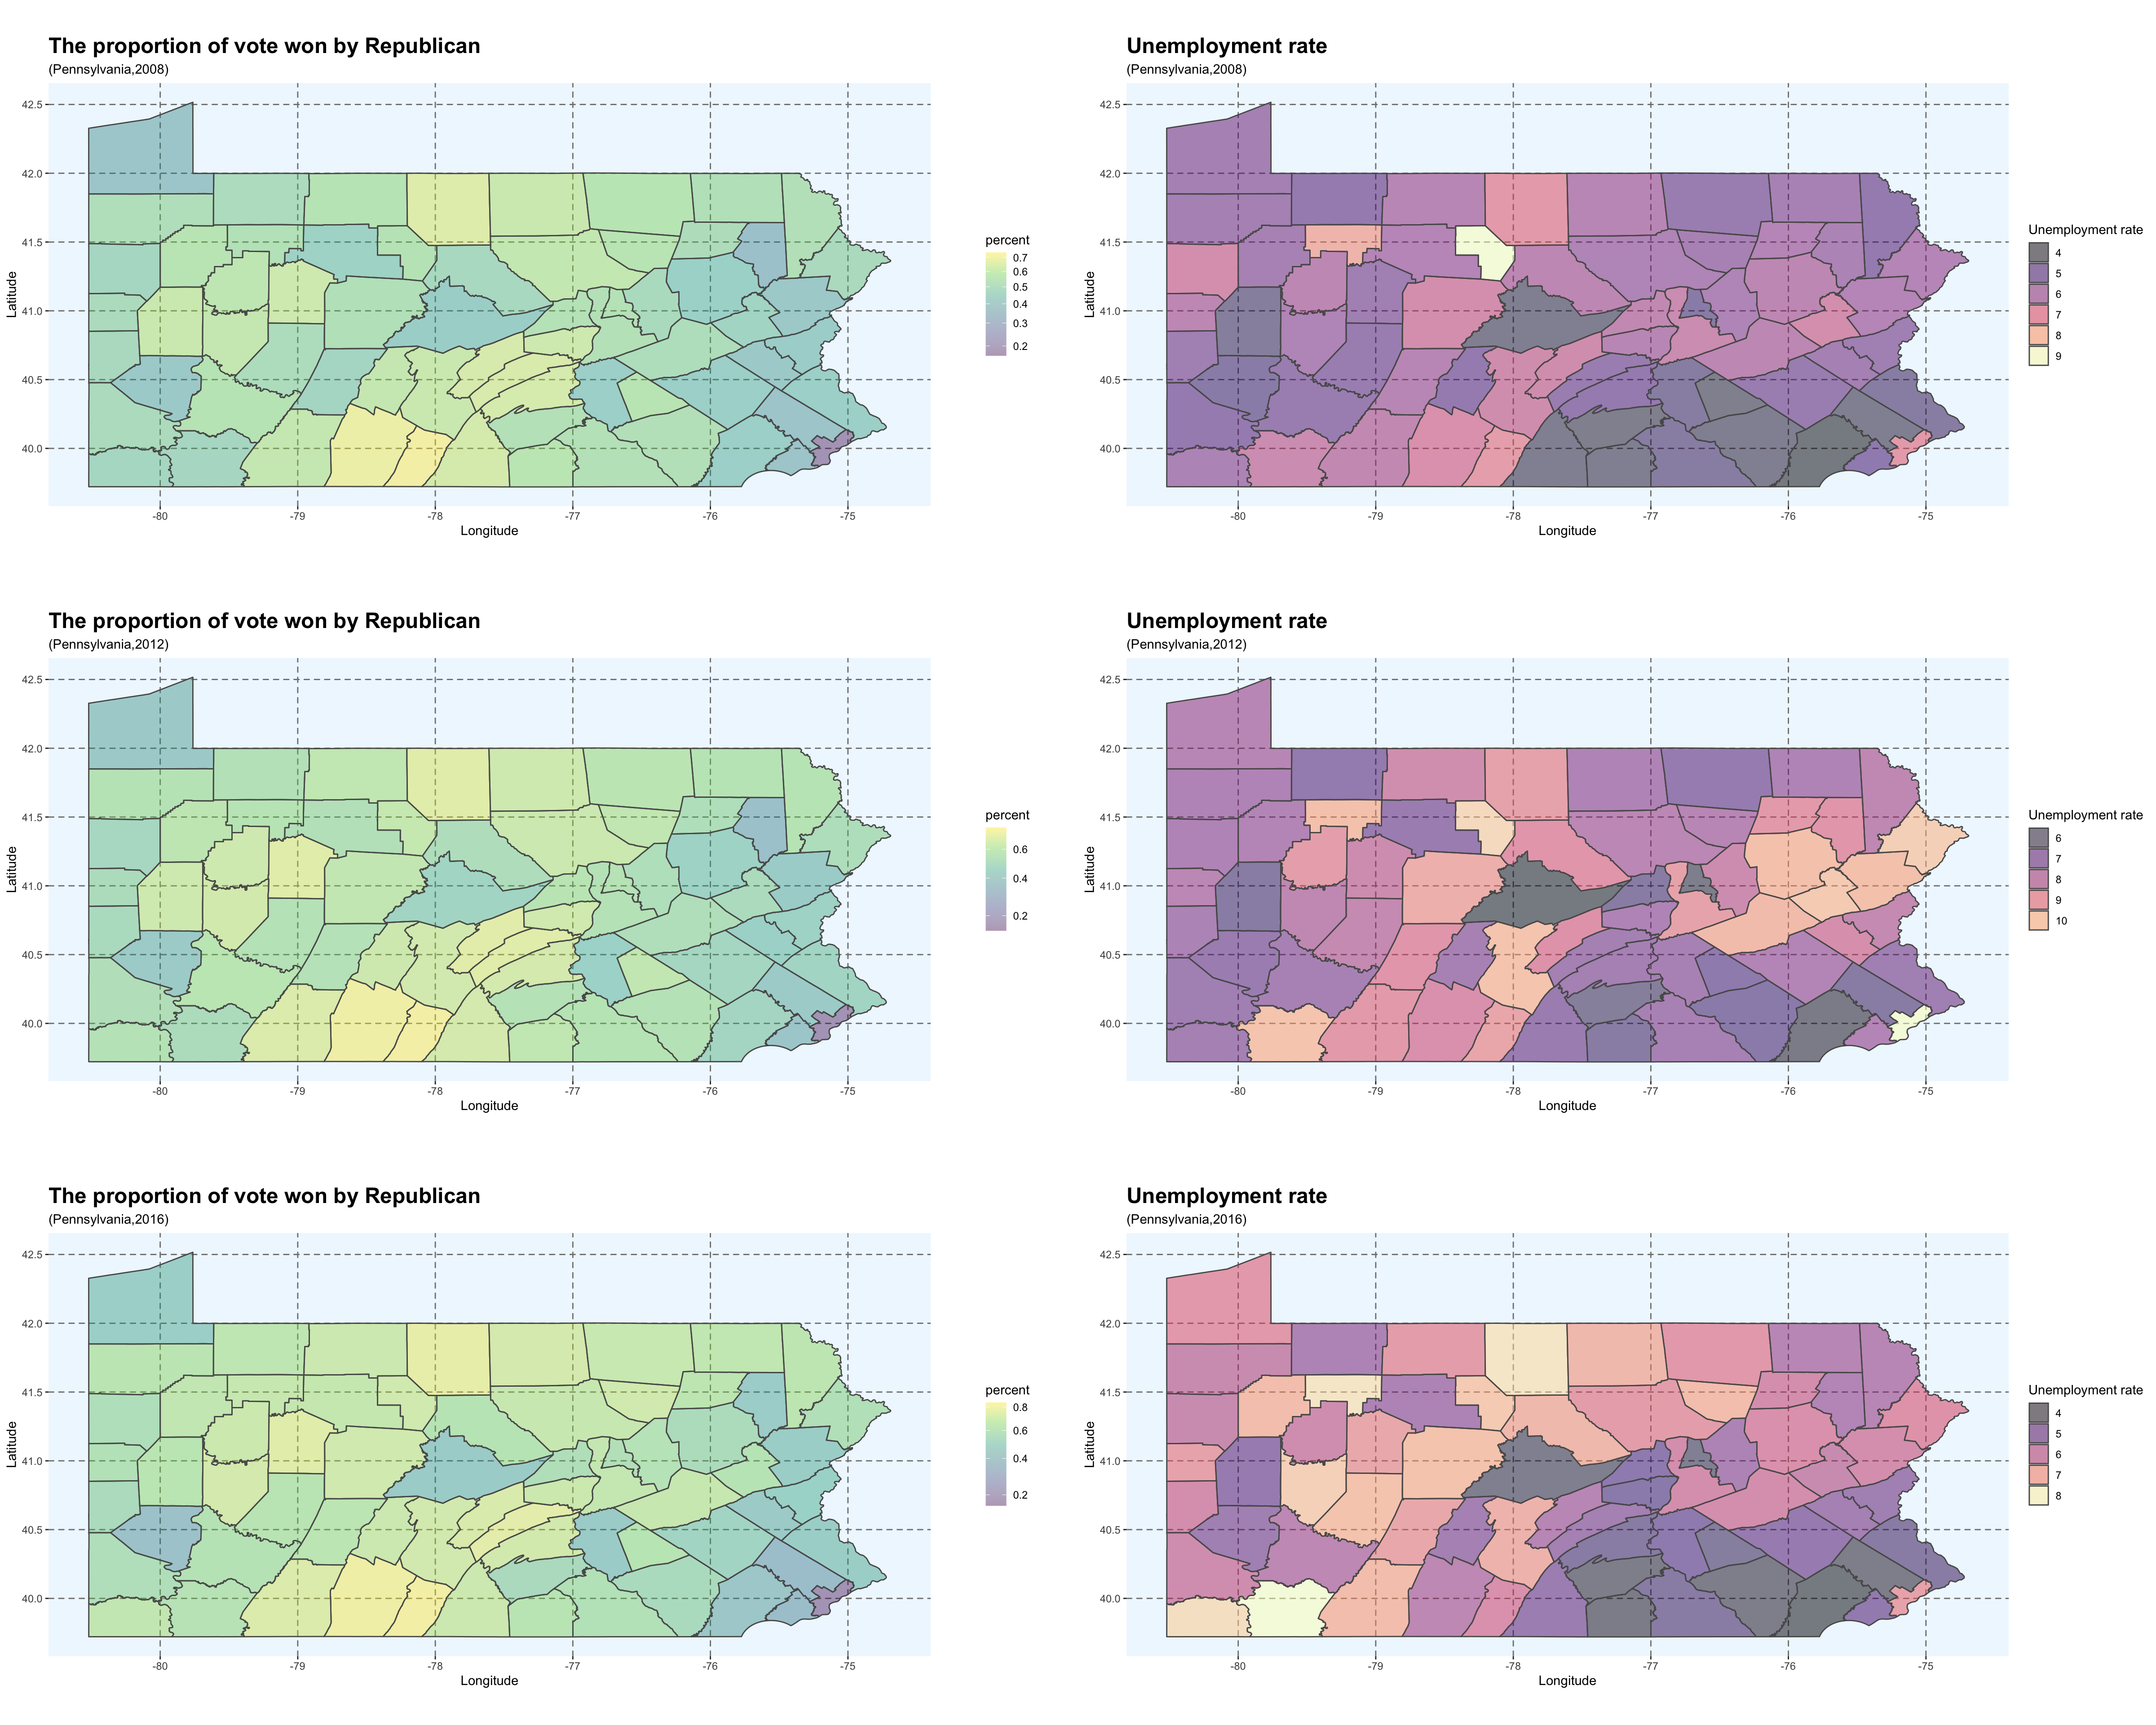 The proportion of vote won by Republican
(Pennsylvania,2008)
42.5
42.0
41.5
41.0
40.5
40.0
Latitude
-80 -79 -78 -77 -76 -75
Longitude
percent
0.7
0.6
0.5
0.4
0.3
0.2
Unemployment rate
(Pennsylvania,2008)
42.5
42.0
41.5
41.0
40.5
40.0
Latitude
-80 -79 -78 -77 -76 -75
Longitude
Unemployment rate
4
5
6
7
8
9
The proportion of vote won by Republican
(Pennsylvania,2012)
42.5
42.0
41.5
41.0
40.5
40.0
Latitude
-80 -79 -78 -77 -76 -75
Longitude
percent
0.6
0.4
0.2
Unemployment rate
(Pennsylvania,2012)
42.5
42.0
41.5
41.0
40.5
40.0
Latitude
-80 -79 -78 -77 -76 -75
Longitude
Unemployment rate
6
7
8
9
10
The proportion of vote won by Republican
(Pennsylvania,2016)
42.5
42.0
41.5
41.0
40.5
40.0
Latitude
-80 -79 -78 -77 -76 -75
Longitude
percent
0.8
0.6
0.4
0.2
Unemployment rate
(Pennsylvania,2016)
42.5
42.0
41.5
41.0
40.5
40.0
Latitude
-80 -79 -78 -77 -76 -75
Longitude
Unemployment rate
4
5
6
7
8